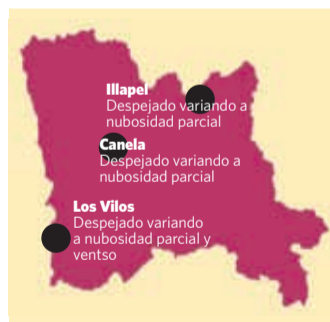 Illapel
Despejado variando a
nubosidad parcial
Canela
Despejado variando a
nubosidad parcial
Los Vilos
Despejado variando
a nubosidad parcial y
ventso